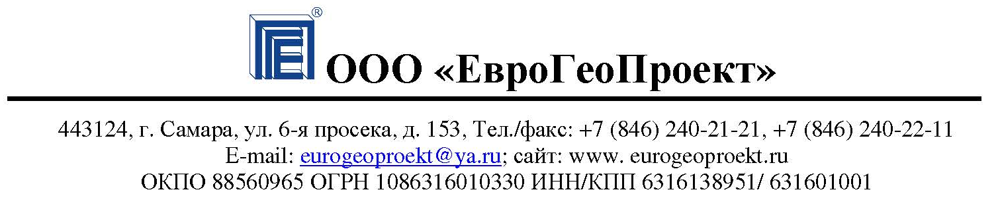 ® ООО «ЕвроГеоПроект»
443124, г. Самара, ул. 6-я просека, д. 153, Тел./факс: +7 (846) 240-21-21, +7 (846) 240-22-11
E-mail: eurogeoproekt@ya.ru; сайт: www. eurogeoproekt.ru
ОКПО 88560965 ОГРН 1086316010330 ИНН/КПП 6316138951/ 631601001